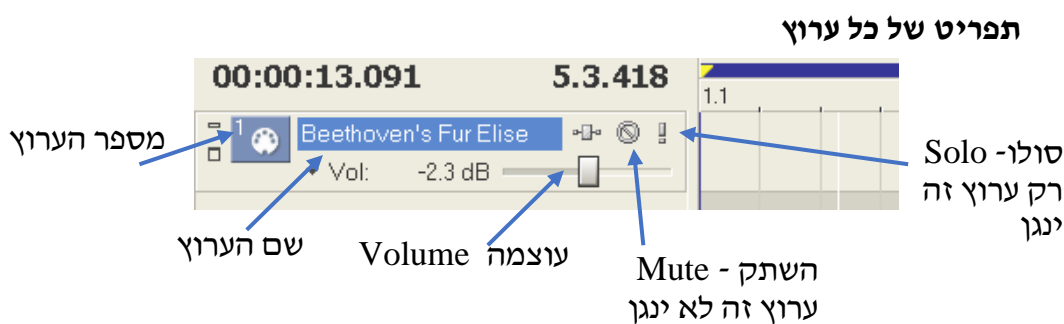 תפריט של כל ערוץ
00:00:13.091 5.3.418
1.1
1 Beethoven's Fur Elise
Vol: -2.3 dB
מספר הערוץ
שם הערוץ
עוצמה Volume
השתק - Mute
ערוץ זה לא ינגן
סולו- Solo
רק ערוץ זה
ינגן